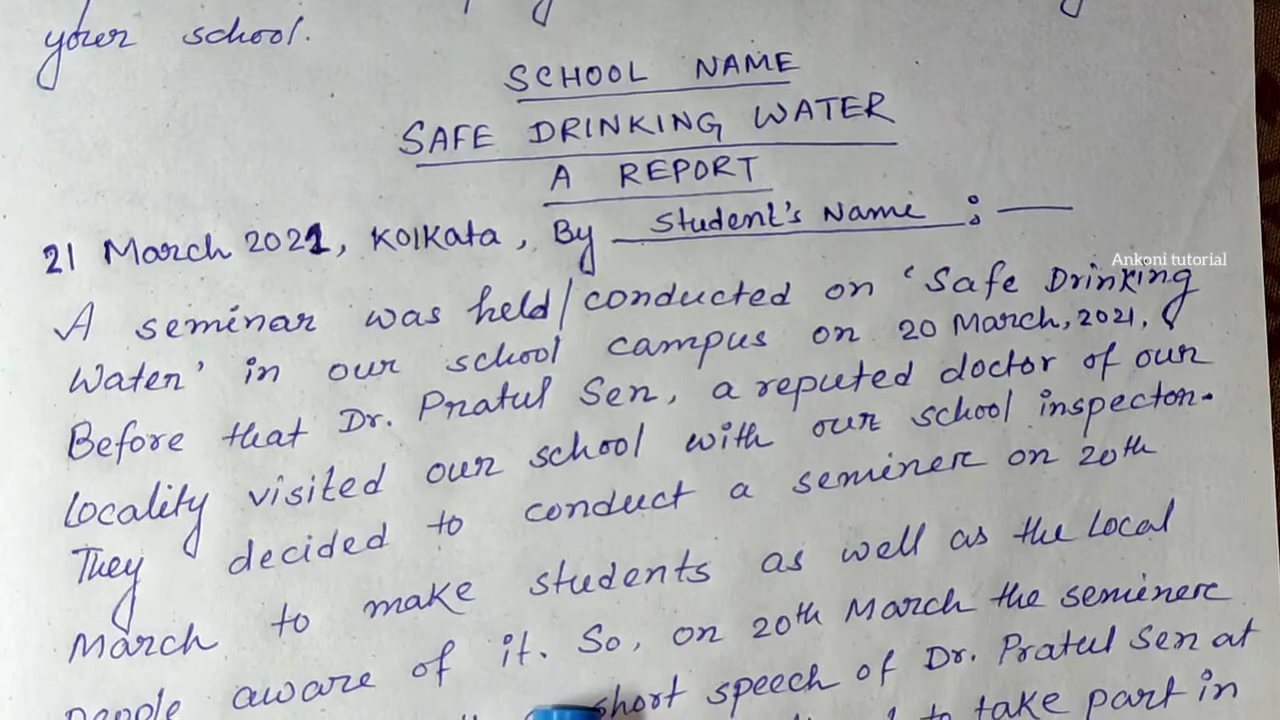 your school.
SCHOOL NAME
SAFE DRINKING WATER
A REPORT
21 March 2021, Kolkata, By Student's Name : —
Ankoni tutorial
A seminar was held/conducted on 'Safe Drinking
Water' in our school campus on 20 March, 2021.
Before that Dr. Pratul Sen, a reputed doctor of our
locality visited our school with our school inspector.
They decided to conduct a seminer on 20th
March to make students as well as the local
people aware of it. So, on 20th March the seminere
short speech of Dr. Pratul Sen at
to take part in